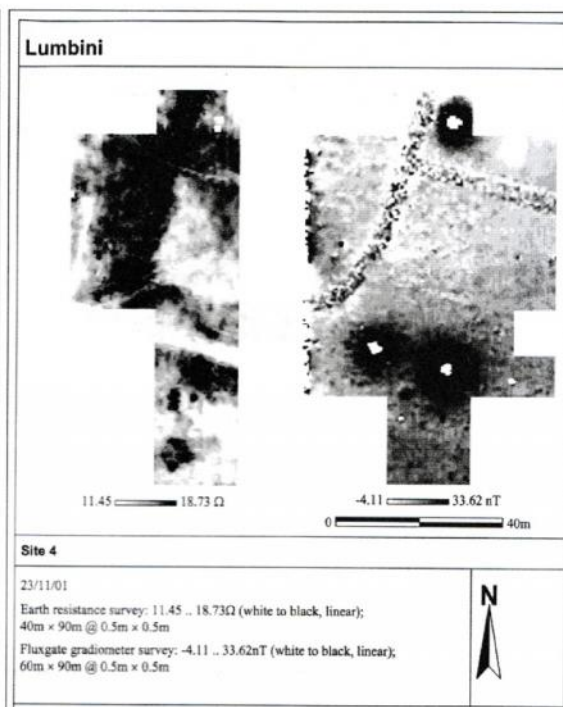 Lumbini
11.45 18.73 Ω
-4.11 33.62 nT
0 40m
Site 4
23/11/01
Earth resistance survey: 11.45 .. 18.73Ω (white to black, linear);
40m × 90m @ 0.5m × 0.5m
Fluxgate gradiometer survey: -4.11 .. 33.62nT (white to black, linear);
60m × 90m @ 0.5m × 0.5m
N